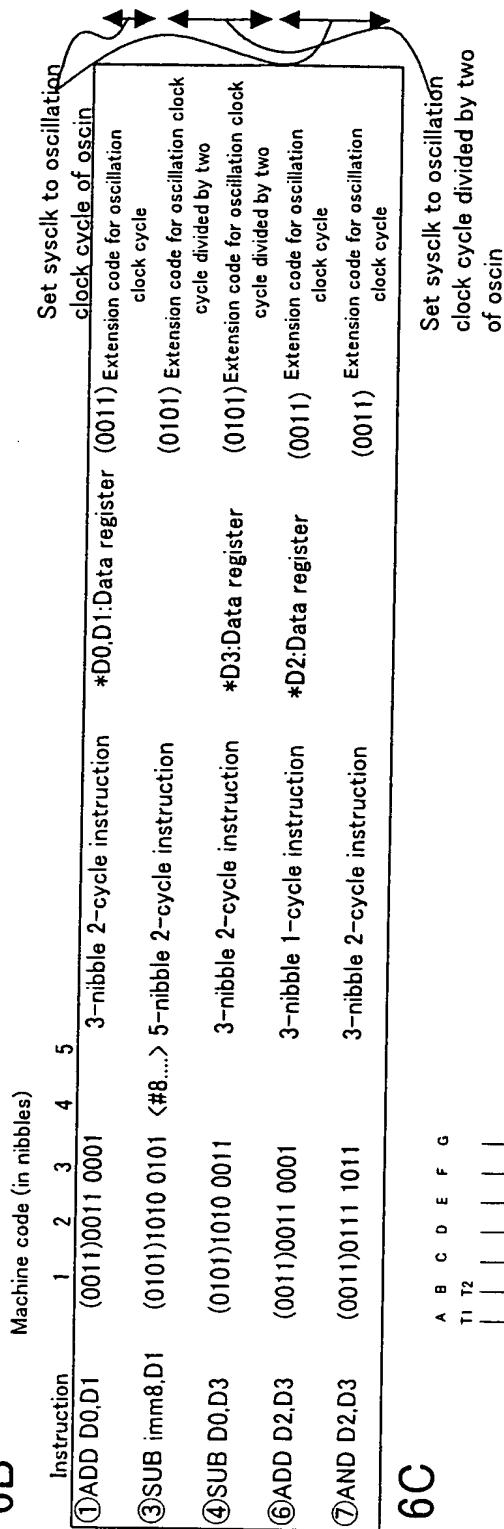 6B
Machine code (in nibbles)
Set sysclk to oscillation
clock cycle of oscin
Instruction 1 2 3 4 5
①ADD D0,D1 (0011)0011 0001 3-nibble 2-cycle instruction *D0,D1:Data register (0011) Extension code for oscillation
clock cycle
③SUB imm8,D1 (0101)1010 0101 <#8....> 5-nibble 2-cycle instruction (0101) Extension code for oscillation clock
cycle divided by two
④SUB D0,D3 (0101)1010 0011 3-nibble 2-cycle instruction *D3:Data register (0101) Extension code for oscillation clock
cycle divided by two
⑥ADD D2,D3 (0011)0011 0001 3-nibble 1-cycle instruction *D2:Data register (0011) Extension code for oscillation
clock cycle
⑦AND D2,D3 (0011)0111 1011 3-nibble 2-cycle instruction (0011) Extension code for oscillation
clock cycle
Set sysclk to oscillation
clock cycle divided by two
of oscin
6C
A B C D E F G
T1 T2